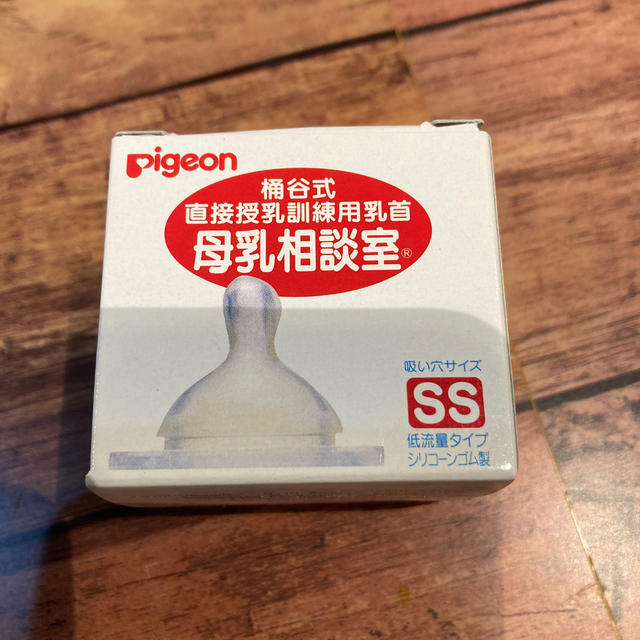 Pigeon
桶谷式
直接授乳訓練用乳首
母乳相談室®
吸い穴サイズ
SS
低流量タイプ
シリコーンゴム製